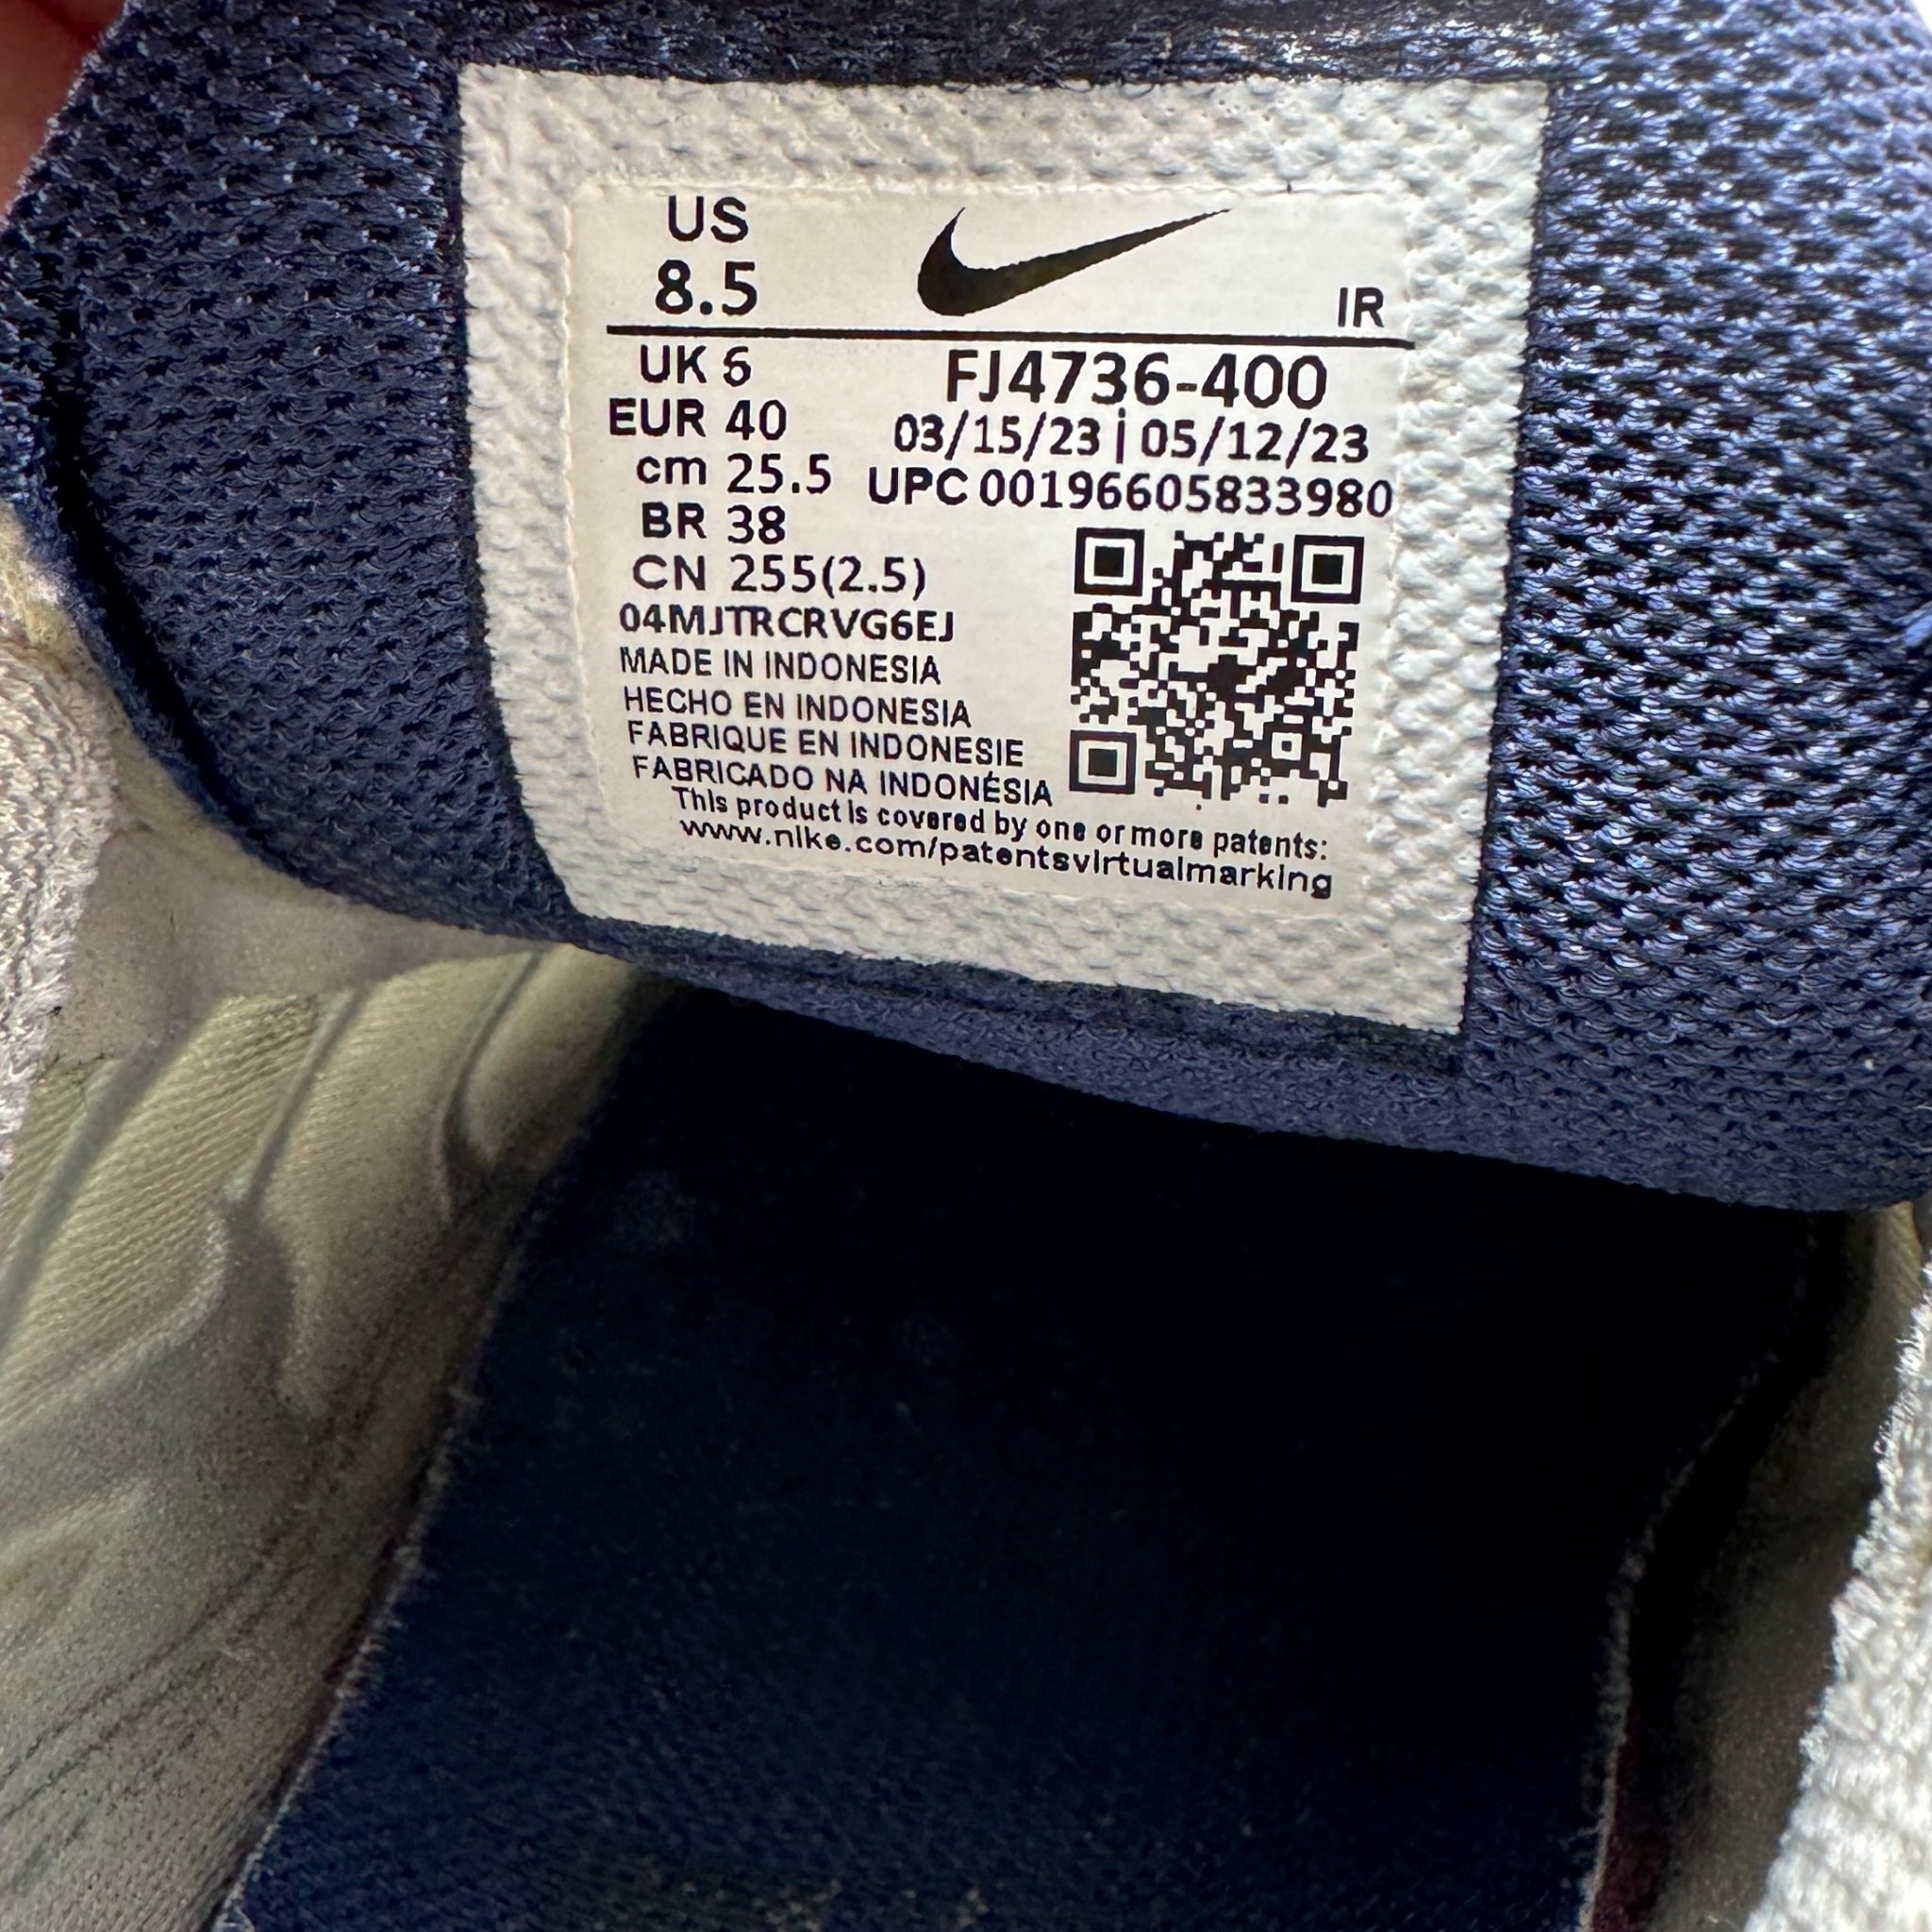 US
8.5
IR
UK 6
EUR 40
cm 25.5
BR 38
CN 255(2.5)
FJ4736-400
03/15/23 | 05/12/23
UPC 00196605833980
04MJTRCRVG6EJ
MADE IN INDONESIA
HECHO EN INDONESIA
FABRIQUE EN INDONESIE
FABRICADO NA INDONÉSIA
This product is covered by one or more patents:
www.nike.com/patentsvirtualmarking